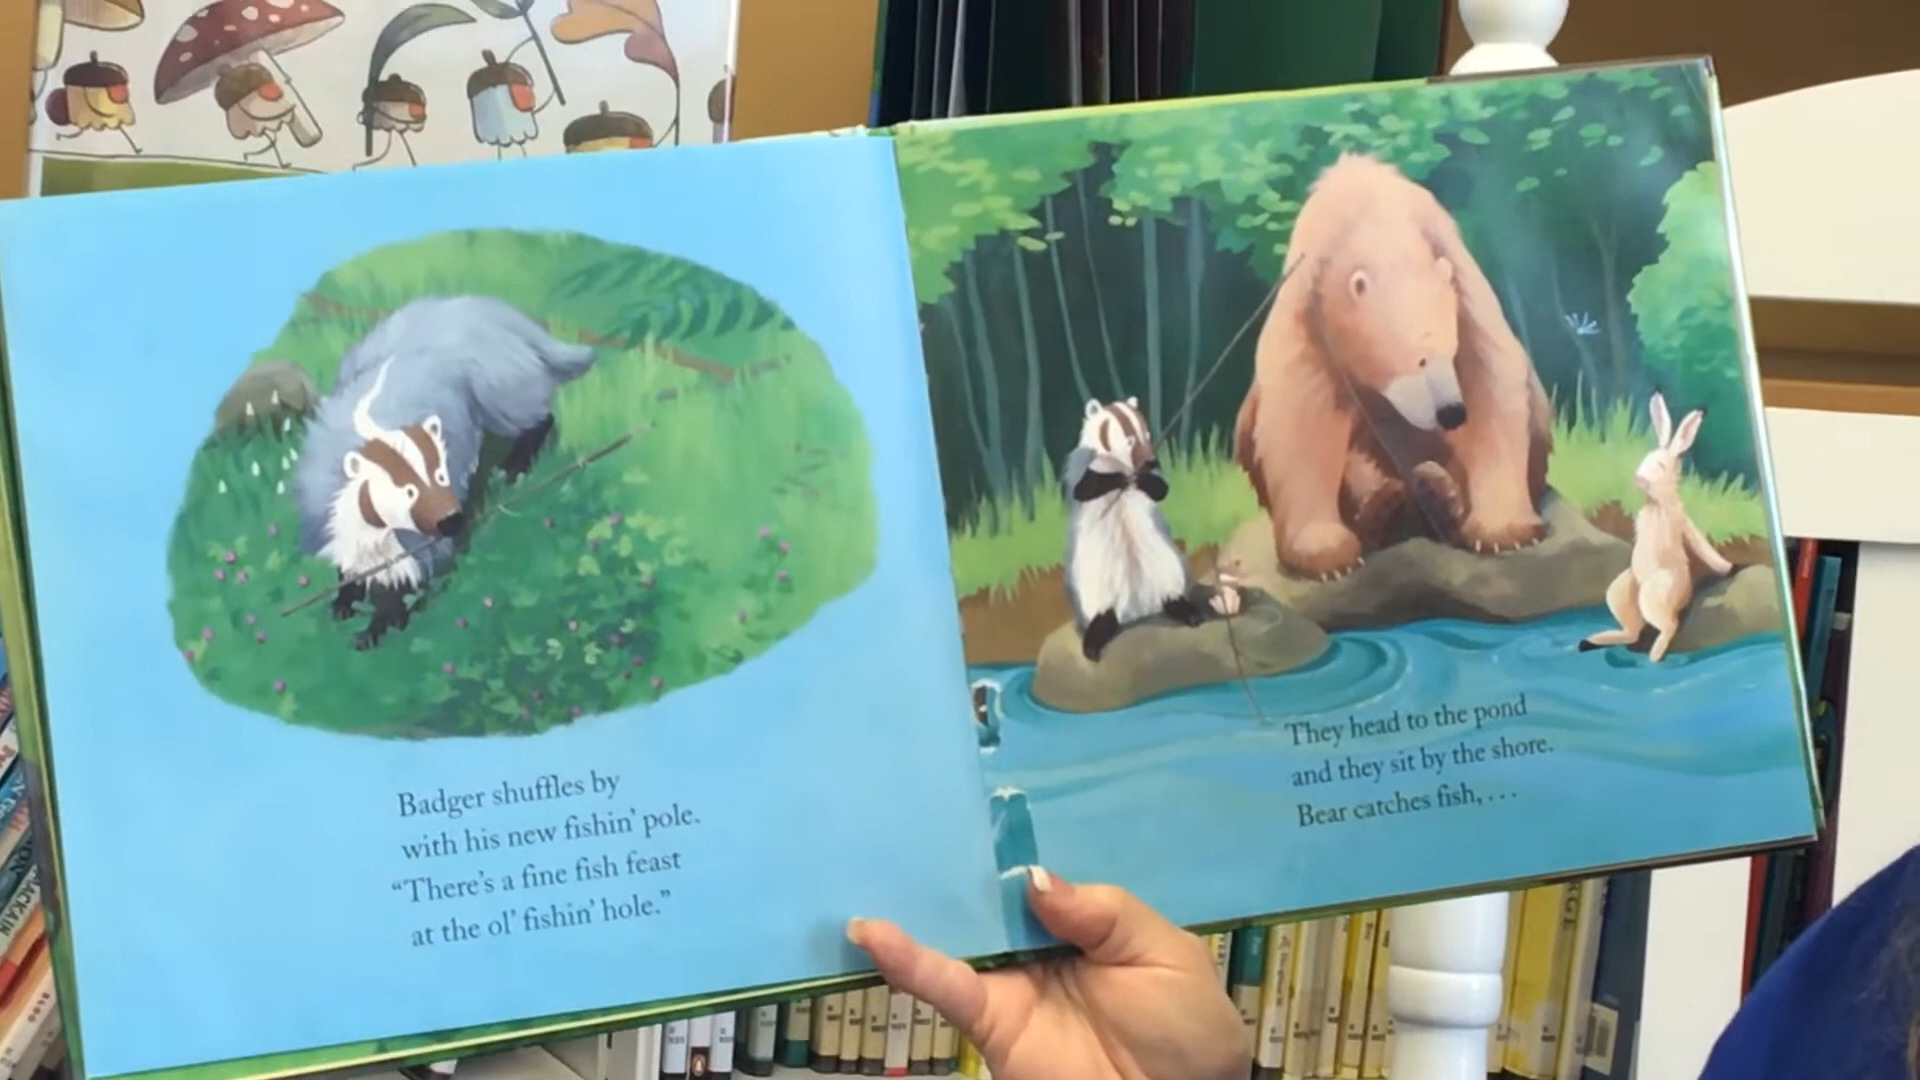 Badger shuffles by
with his new fishin' pole.
“There's a fine fish feast
at the ol' fishin' hole.”
They head to the pond
and they sit by the shore.
Bear catches fish, . . .